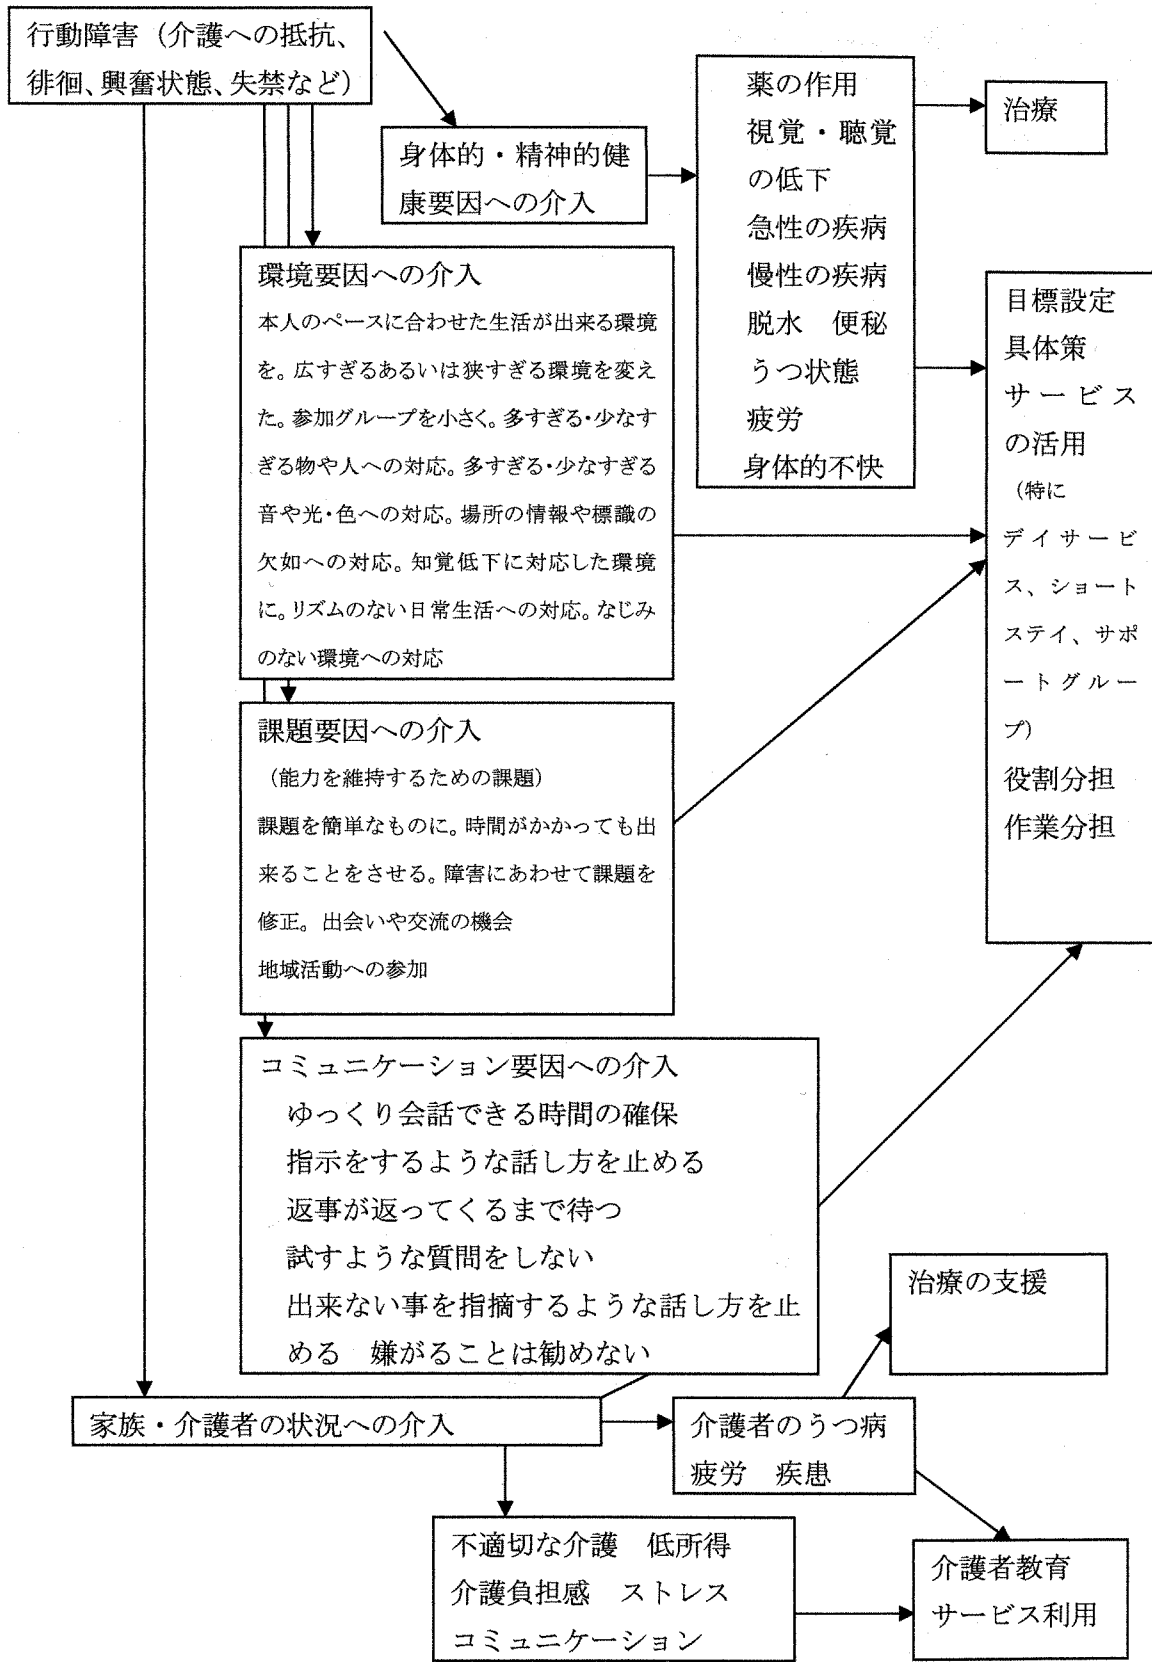 行動障害（介護への抵抗、
徘徊、興奮状態、失禁など）
身体的・精神的健
康要因への介入
薬の作用
視覚・聴覚
の低下
急性の疾病
慢性の疾病
脱水　便秘
うつ状態
疲労
身体的不快
治療
環境要因への介入
本人のペースに合わせた生活が出来る環境
を。広すぎるあるいは狭すぎる環境を変え
た。参加グループを小さく。多すぎる・少なす
ぎる物や人への対応。多すぎる・少なすぎる
音や光・色への対応。場所の情報や標識の
欠如への対応。知覚低下に対応した環境
に。リズムのない日常生活への対応。なじみ
のない環境への対応
目標設定
具体策
サービス
の活用
（特に
デイサービ
ス、ショート
ステイ、サポ
ートグルー
プ）
役割分担
作業分担
課題要因への介入
（能力を維持するための課題）
課題を簡単なものに。時間がかかっても出
来ることをさせる。障害にあわせて課題を
修正。出会いや交流の機会
地域活動への参加
コミュニケーション要因への介入
ゆっくり会話できる時間の確保
指示をするような話し方を止める
返事が返ってくるまで待つ
試すような質問をしない
出来ない事を指摘するような話し方を止
める　嫌がることは勧めない
治療の支援
家族・介護者の状況への介入
介護者のうつ病
疲労　疾患
不適切な介護　低所得
介護負担感　ストレス
コミュニケーション
介護者教育
サービス利用